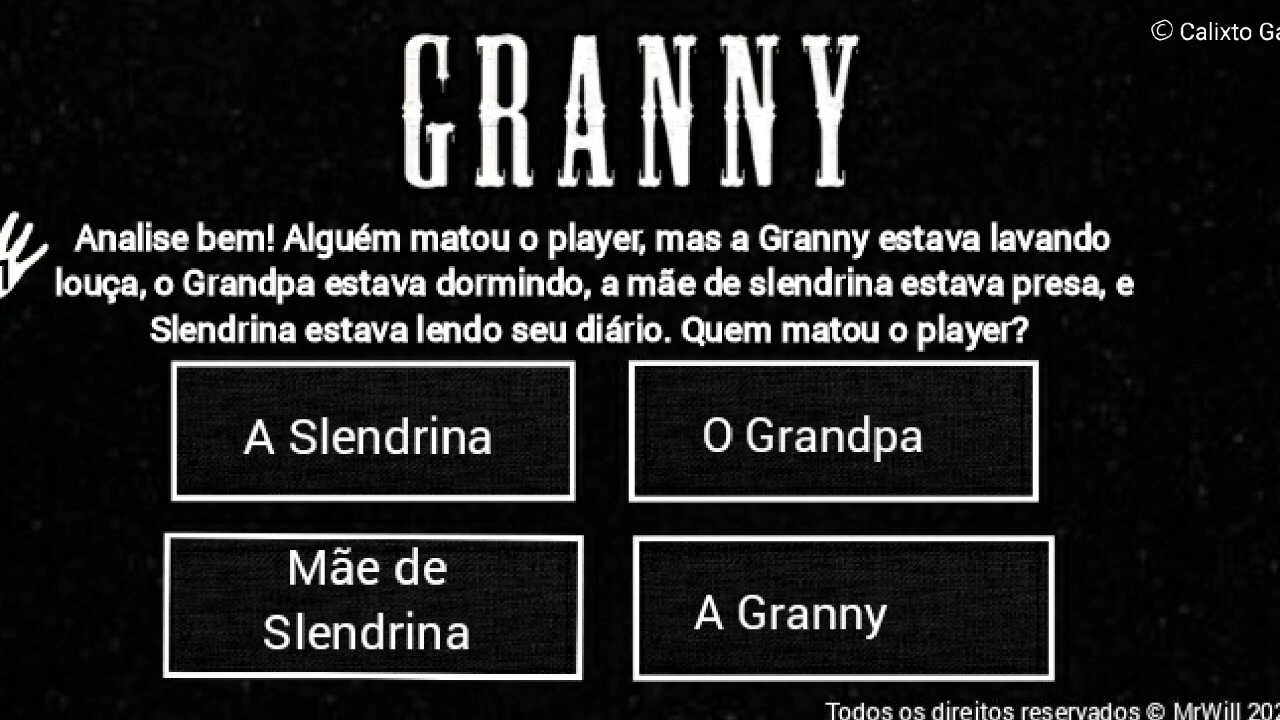 © Calixto
GRANNY
Analise bem! Alguém matou o player, mas a Granny estava lavando
louça, o Grandpa estava dormindo, a mãe de slendrina estava presa, e
Slendrina estava lendo seu diário. Quem matou o player?
A Slendrina
O Grandpa
Mãe de
Slendrina
A Granny
Todos os direitos reservados © MrWill